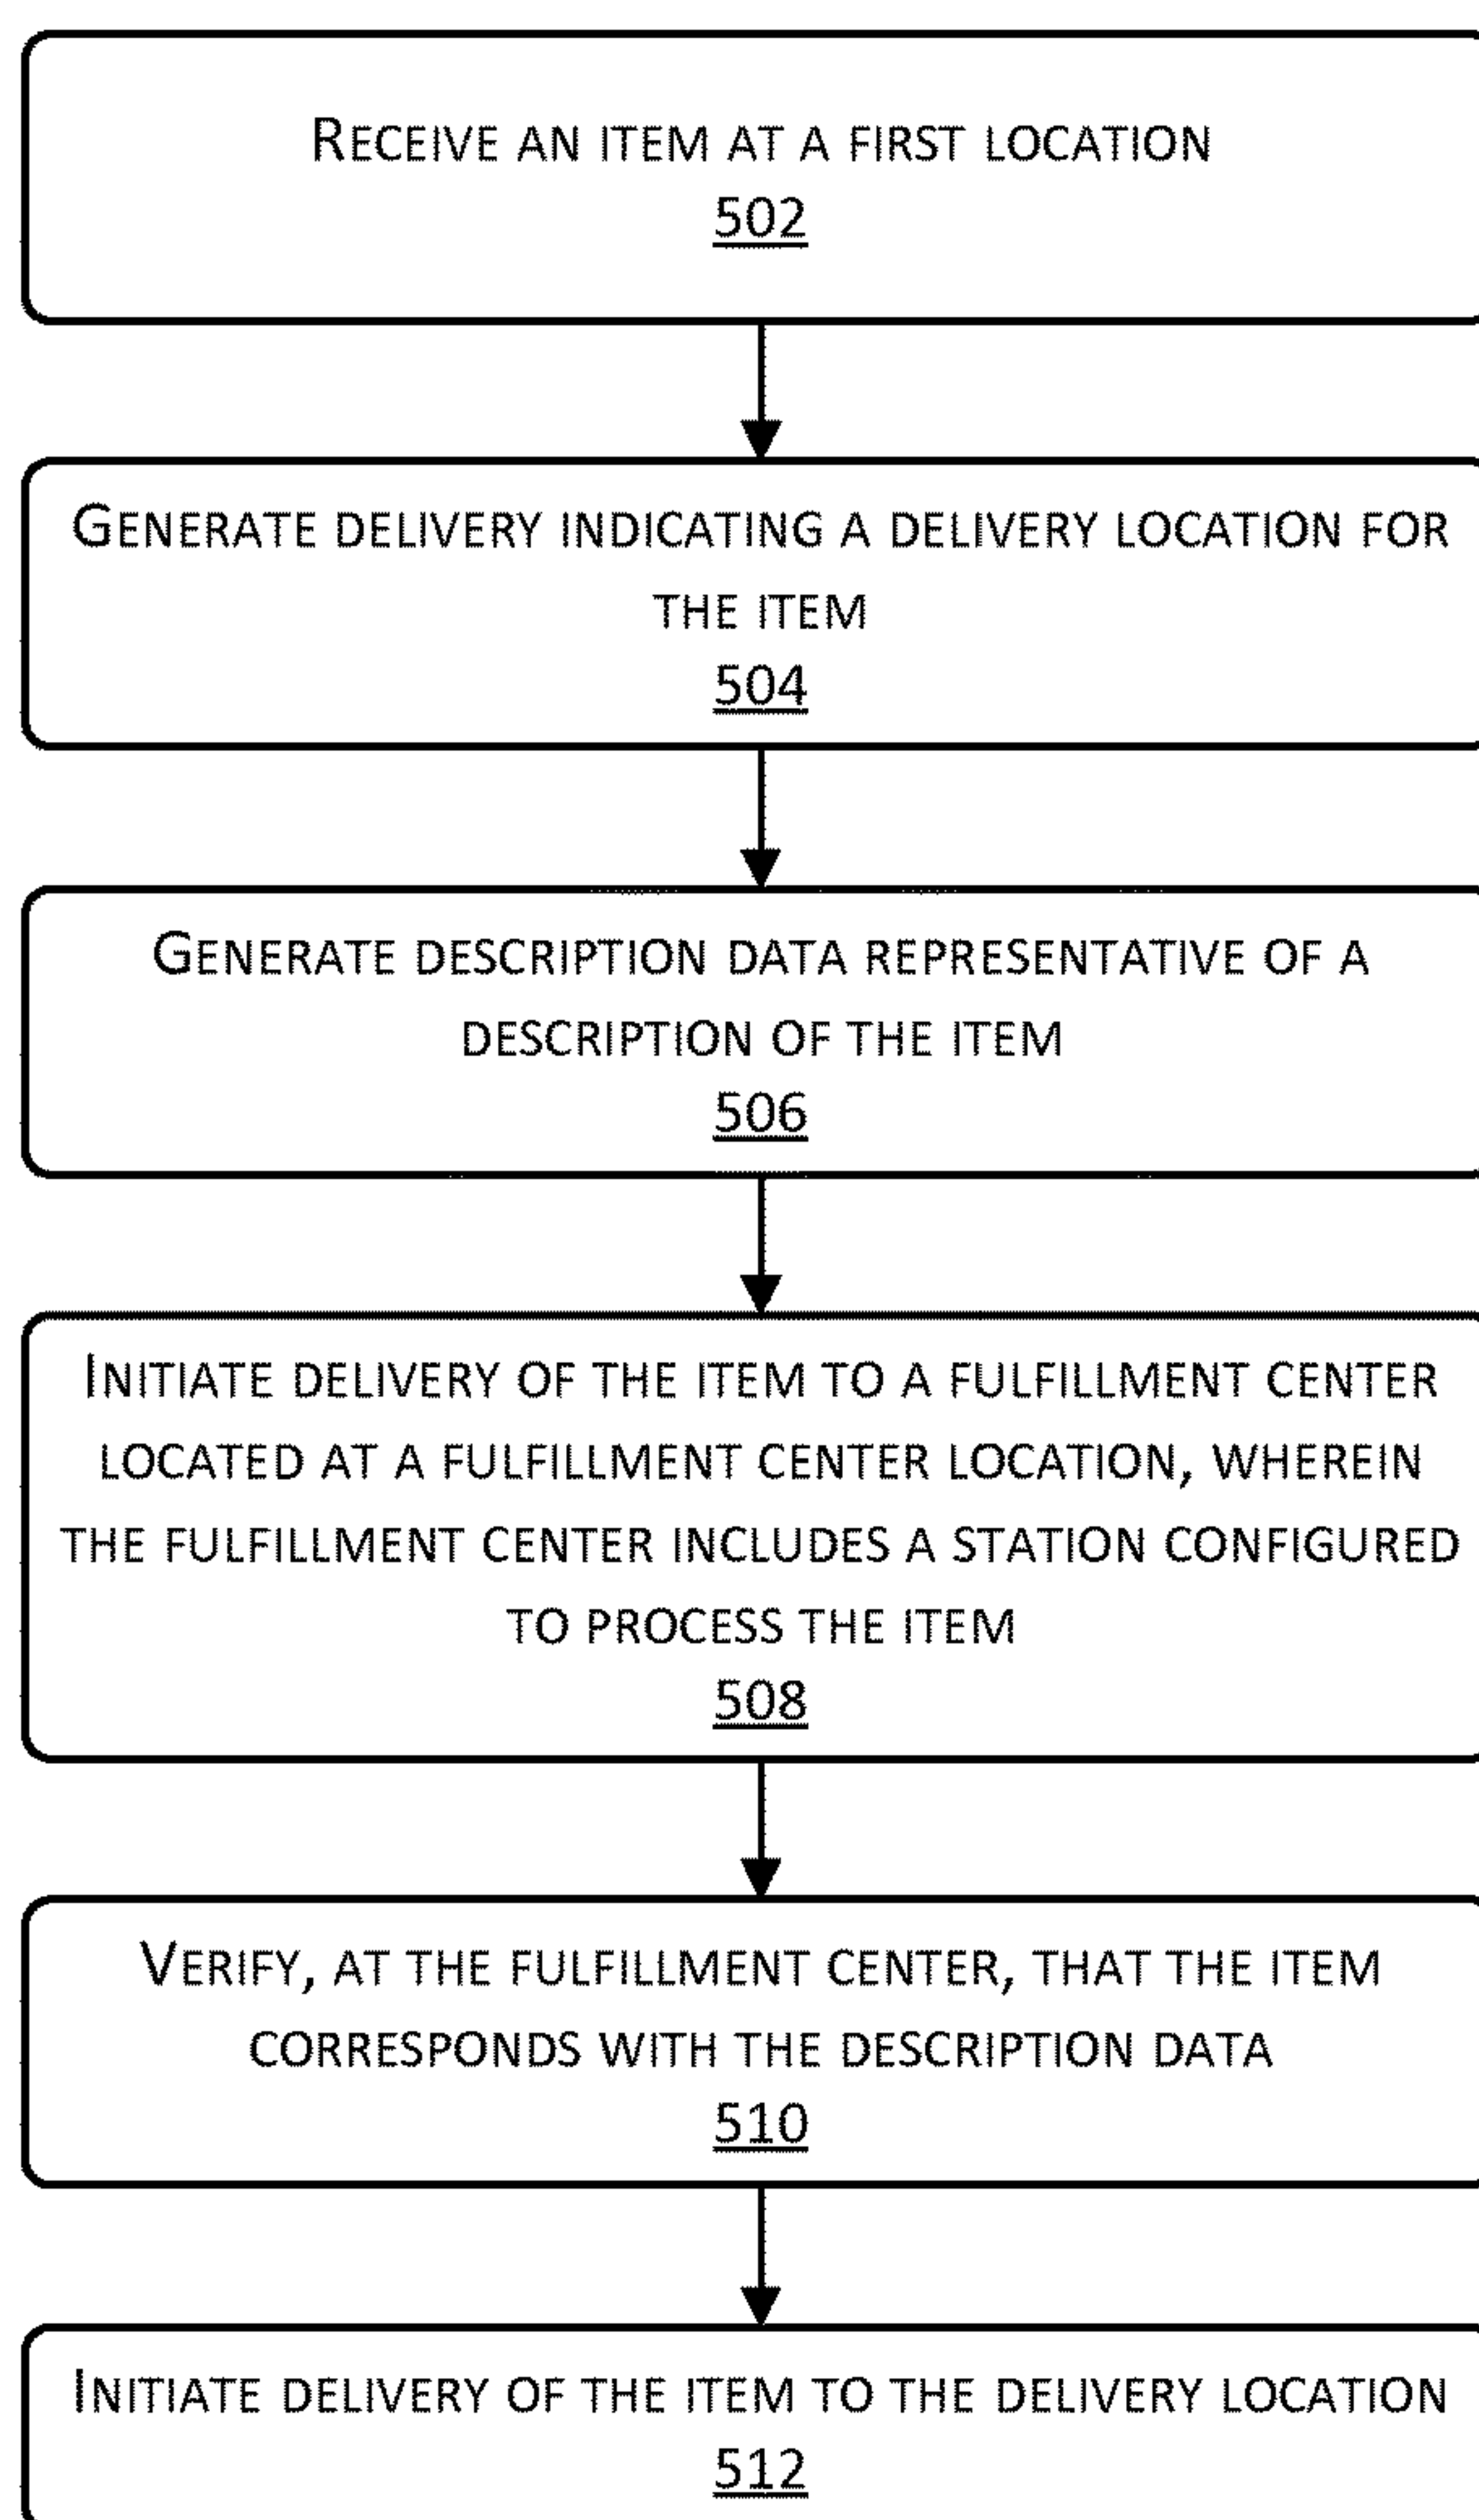 RECEIVE AN ITEM AT A FIRST LOCATION
502
GENERATE DELIVERY INDICATING A DELIVERY LOCATION FOR
THE ITEM
504
GENERATE DESCRIPTION DATA REPRESENTATIVE OF A
DESCRIPTION OF THE ITEM
506
INITIATE DELIVERY OF THE ITEM TO A FULFILLMENT CENTER
LOCATED AT A FULFILLMENT CENTER LOCATION, WHEREIN
THE FULFILLMENT CENTER INCLUDES A STATION CONFIGURED
TO PROCESS THE ITEM
508
VERIFY, AT THE FULFILLMENT CENTER, THAT THE ITEM
CORRESPONDS WITH THE DESCRIPTION DATA
510
INITIATE DELIVERY OF THE ITEM TO THE DELIVERY LOCATION
512